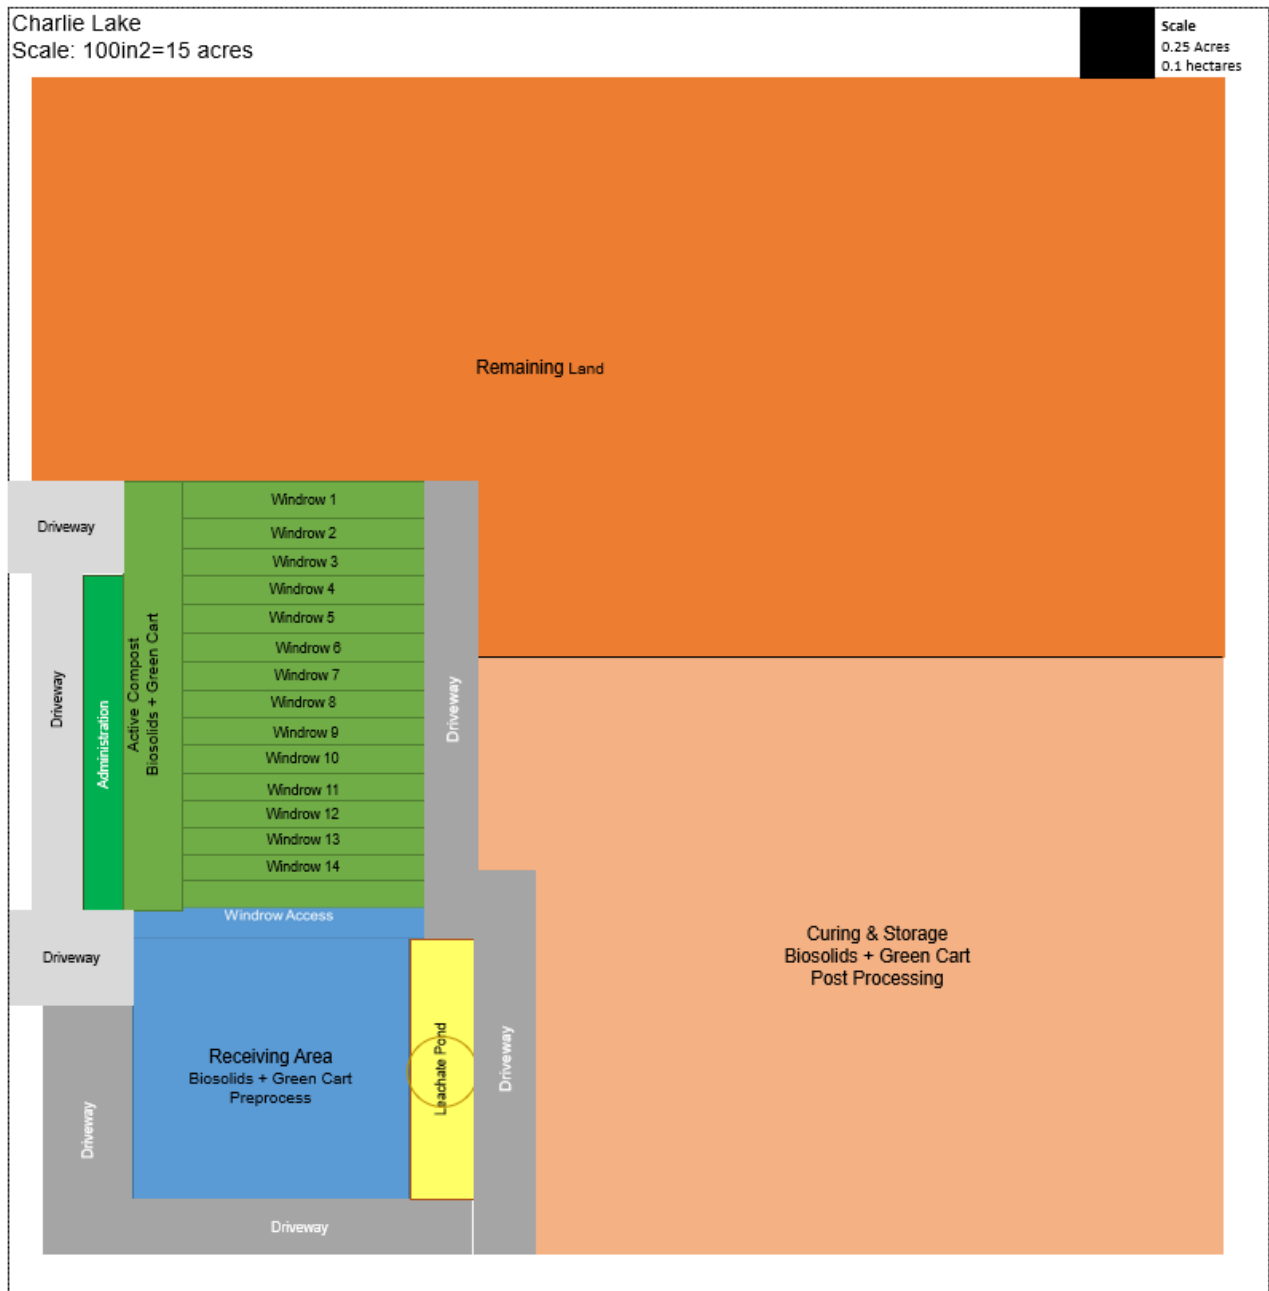 Charlie Lake
Scale: 100in2=15 acres
Scale
0.25 Acres
0.1 hectares
Remaining Land
Driveway
Windrow 1
Windrow 2
Windrow 3
Windrow 4
Windrow 5
Windrow 6
Windrow 7
Windrow 8
Windrow 9
Windrow 10
Windrow 11
Windrow 12
Windrow 13
Windrow 14
Driveway
Administration
Active Compost
Biosolids + Green Cart
Driveway
Windrow Access
Driveway
Curing & Storage
Biosolids + Green Cart
Post Processing
Receiving Area
Biosolids + Green Cart
Preprocess
Leachate Pond
Driveway
Driveway
Driveway